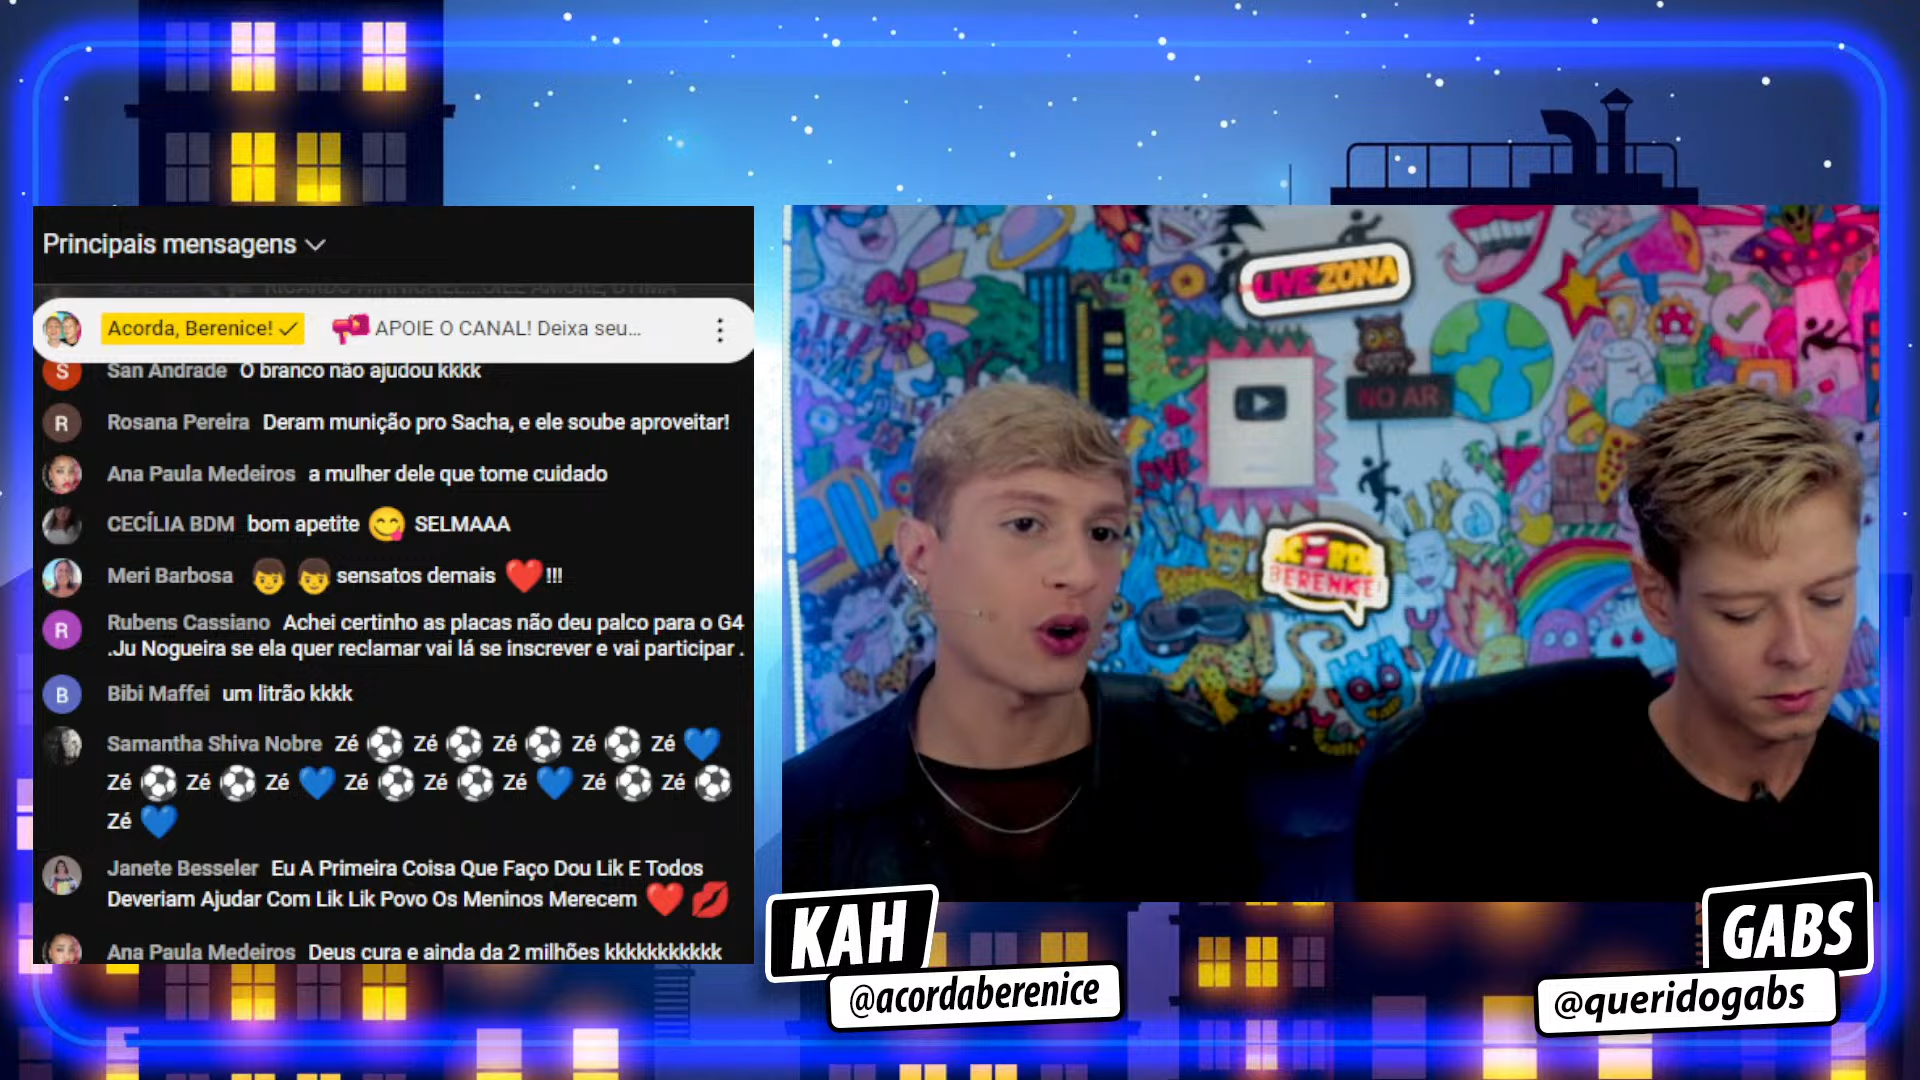 Principais mensagens
Acorda, Berenice! APOIE O CANAL! Deixa seu...
S San Andrade O branco não ajudou kkkk
R Rosana Pereira Deram munição pro Sacha, e ele soube aproveitar!
Ana Paula Medeiros a mulher dele que tome cuidado
CECÍLIA BDM bom apetite 😋 SELMAAA
Meri Barbosa 👦 👦 sensatos demais ❤️!!!
R Rubens Cassiano Achei certinho as placas não deu palco para o G4
.Ju Nogueira se ela quer reclamar vai lá se inscrever e vai participar .
B Bibi Maffei um litrão kkkk
Samantha Shiva Nobre Zé ⚽ Zé ⚽ Zé ⚽ Zé ⚽ Zé 💙
Zé ⚽ Zé ⚽ Zé 💙 Zé ⚽ Zé ⚽ Zé 💙 Zé ⚽ Zé ⚽
Zé 💙
Janete Besseler Eu A Primeira Coisa Que Faço Dou Lik E Todos
Deveriam Ajudar Com Lik Lik Povo Os Meninos Merecem ❤️ 💋
Ana Paula Medeiros Deus cura e ainda da 2 milhões kkkkkkkkkkk
LIVEZONA
NO AR
ACORDA
BERENICE!
KAH
@acordaberenice
GABS
@queridogabs